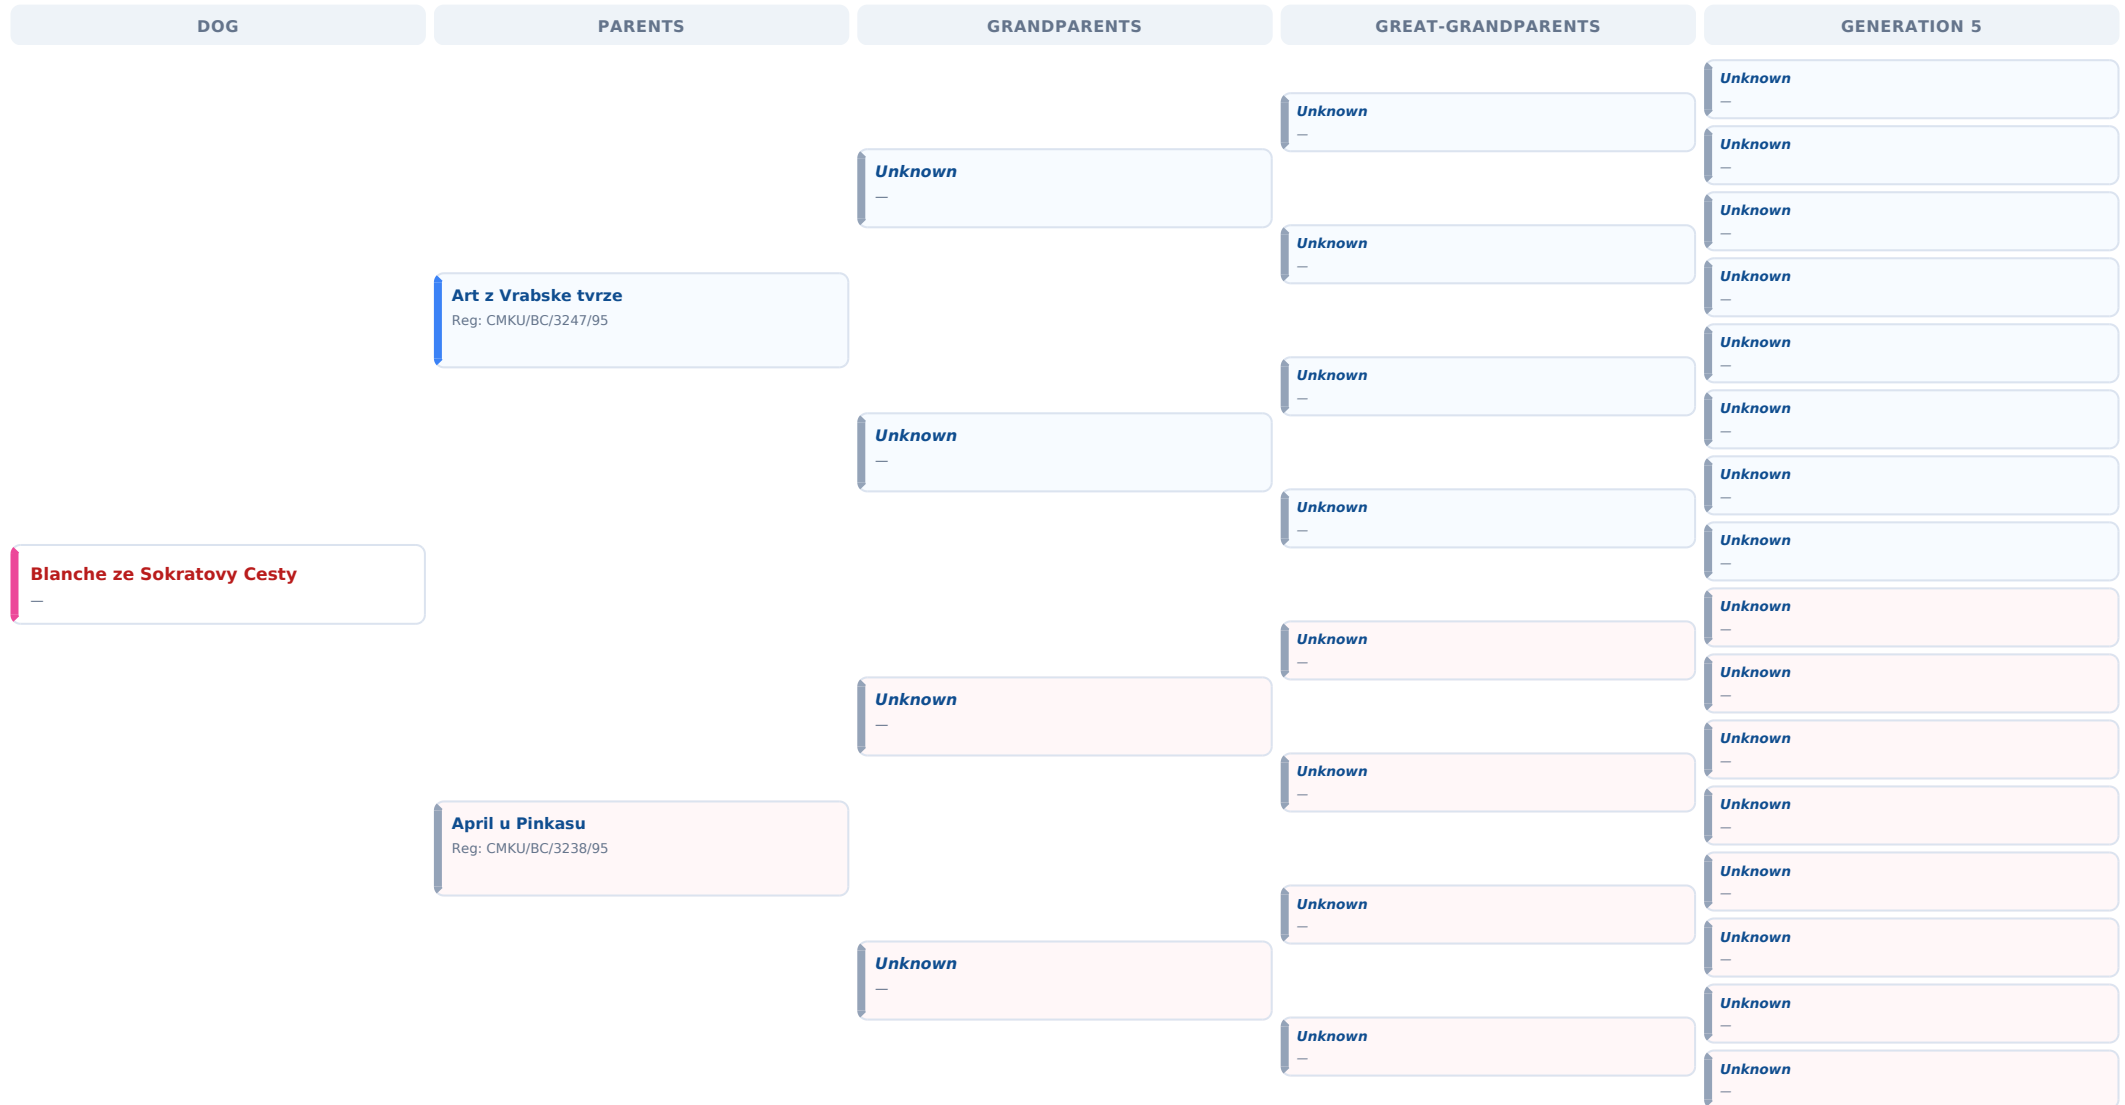 DOG
PARENTS
GRANDPARENTS
GREAT-GRANDPARENTS
GENERATION 5
Blanche ze Sokratovy Cesty
—
Art z Vrabske tvrze
Reg: CMKU/BC/3247/95
April u Pinkasu
Reg: CMKU/BC/3238/95
Unknown
—
Unknown
—
Unknown
—
Unknown
—
Unknown
—
Unknown
—
Unknown
—
Unknown
—
Unknown
—
Unknown
—
Unknown
—
Unknown
—
Unknown
—
Unknown
—
Unknown
—
Unknown
—
Unknown
—
Unknown
—
Unknown
—
Unknown
—
Unknown
—
Unknown
—
Unknown
—
Unknown
—
Unknown
—
Unknown
—
Unknown
—
Unknown
—